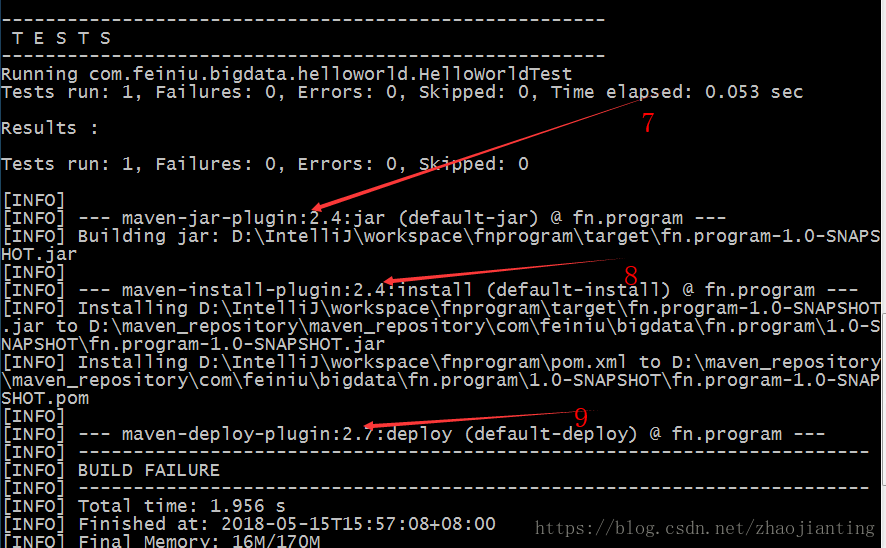 -------------------------------------------------------
 T E S T S
-------------------------------------------------------
Running com.feiniu.bigdata.helloworld.HelloWorldTest
Tests run: 1, Failures: 0, Errors: 0, Skipped: 0, Time elapsed: 0.053 sec
7
Results :
Tests run: 1, Failures: 0, Errors: 0, Skipped: 0
[INFO]
[INFO] --- maven-jar-plugin:2.4:jar (default-jar) @ fn.program ---
[INFO] Building jar: D:\IntelliJ\workspace\fnprogram\target\fn.program-1.0-SNAPS
HOT.jar
[INFO]
8
[INFO] --- maven-install-plugin:2.4:install (default-install) @ fn.program ---
[INFO] Installing D:\IntelliJ\workspace\fnprogram\target\fn.program-1.0-SNAPSHOT
.jar to D:\maven_repository\maven_repository\com\feiniu\bigdata\fn.program\1.0-S
NAPSHOT\fn.program-1.0-SNAPSHOT.jar
[INFO] Installing D:\IntelliJ\workspace\fnprogram\pom.xml to D:\maven_repository
\maven_repository\com\feiniu\bigdata\fn.program\1.0-SNAPSHOT\fn.program-1.0-SNAP
SHOT.pom
[INFO]
9
[INFO] --- maven-deploy-plugin:2.7:deploy (default-deploy) @ fn.program ---
[INFO] ------------------------------------------------------------------------
[INFO] BUILD FAILURE
[INFO] ------------------------------------------------------------------------
[INFO] Total time: 1.956 s
[INFO] Finished at: 2018-05-15T15:57:08+08:00
[INFO] Final Memory: 16M/170M
https://blog.csdn.net/zhaojianting